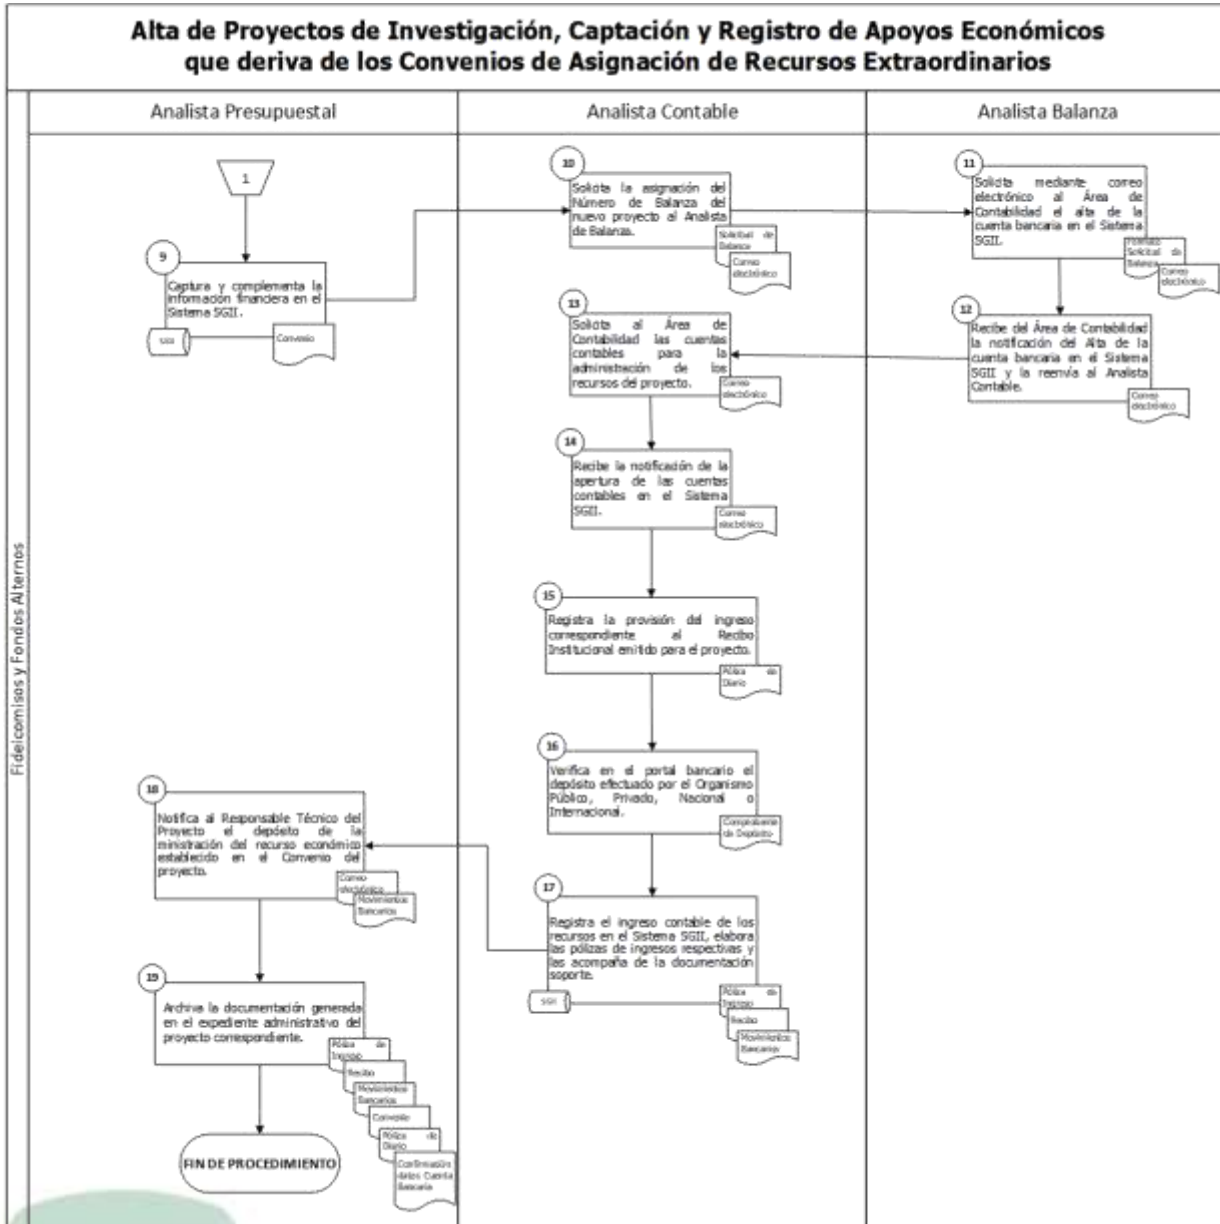 Alta de Proyectos de Investigación, Captación y Registro de Apoyos Económicos
que deriva de los Convenios de Asignación de Recursos Extraordinarios
Analista Presupuestal
Analista Contable
Analista Balanza
Fideicomisos y Fondos Alternos
1
9
Captura y complementa la
información financiera en el
Sistema SGII.
SGII
Convenio
10
Solicita la asignación del
Número de Balanza del
nuevo proyecto al Analista
de Balanza.
Solicitud de
Balanza
Correo
electrónico
11
Solicita mediante correo
electrónico al Área de
Contabilidad el alta de la
cuenta bancaria en el Sistema
SGII.
Formato
Solicitud de
Balanza
Correo
electrónico
12
Recibe del Área de Contabilidad
la notificación del Alta de la
cuenta bancaria en el Sistema
SGII y la reenvía al Analista
Contable.
Correo
electrónico
13
Solicita al Área de
Contabilidad las cuentas
contables para la
administración de los
recursos del proyecto.
Correo
electrónico
14
Recibe la notificación de la
apertura de las cuentas
contables en el Sistema
SGII.
Correo
electrónico
15
Registra la provisión del ingreso
correspondiente al Recibo
Institucional emitido para el proyecto.
Póliza de
Diario
16
Verifica en el portal bancario el
depósito efectuado por el Organismo
Público, Privado, Nacional o
Internacional.
Comprobante
de Depósito
17
Registra el ingreso contable de los
recursos en el Sistema SGII, elabora
las pólizas de ingresos respectivas y
las acompaña de la documentación
soporte.
SGII
Póliza de
Ingreso
Recibo
Movimientos
Bancarios
18
Notifica al Responsable Técnico del
Proyecto el depósito de la
ministración del recurso económico
establecido en el Convenio del
proyecto.
Correo
electrónico
Movimientos
Bancarios
19
Archiva la documentación generada
en el expediente administrativo del
proyecto correspondiente.
Póliza de
Ingreso
Recibo
Movimientos
Bancarios
Convenio
Póliza de
Diario
Confirmación
datos Cuenta
Bancaria
FIN DE PROCEDIMIENTO